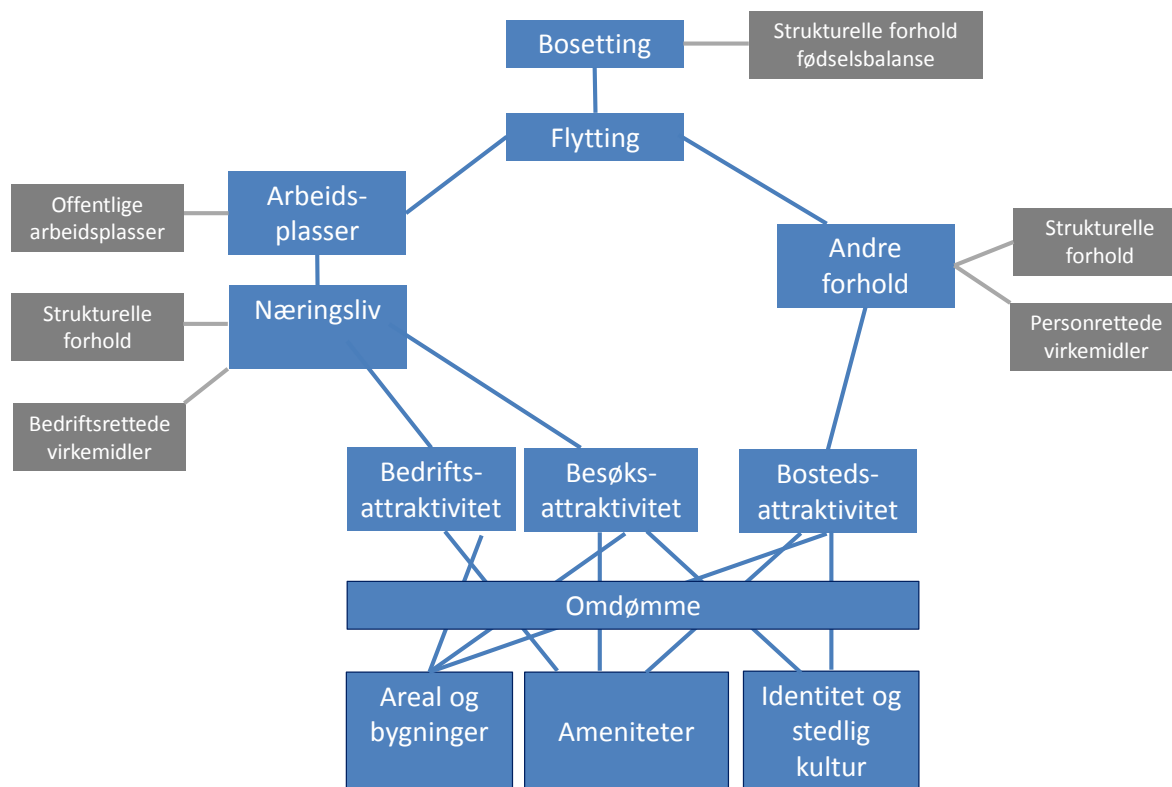 Bosetting
Strukturelle forhold
fødselsbalanse
Flytting
Offentlige
arbeidsplasser
Arbeids-
plasser
Andre
forhold
Strukturelle
forhold
Strukturelle
forhold
Næringsliv
Personrettede
virkemidler
Bedriftsrettede
virkemidler
Bedrifts-
attraktivitet
Besøks-
attraktivitet
Bosteds-
attraktivitet
Omdømme
Areal og
bygninger
Ameniteter
Identitet og
stedlig
kultur